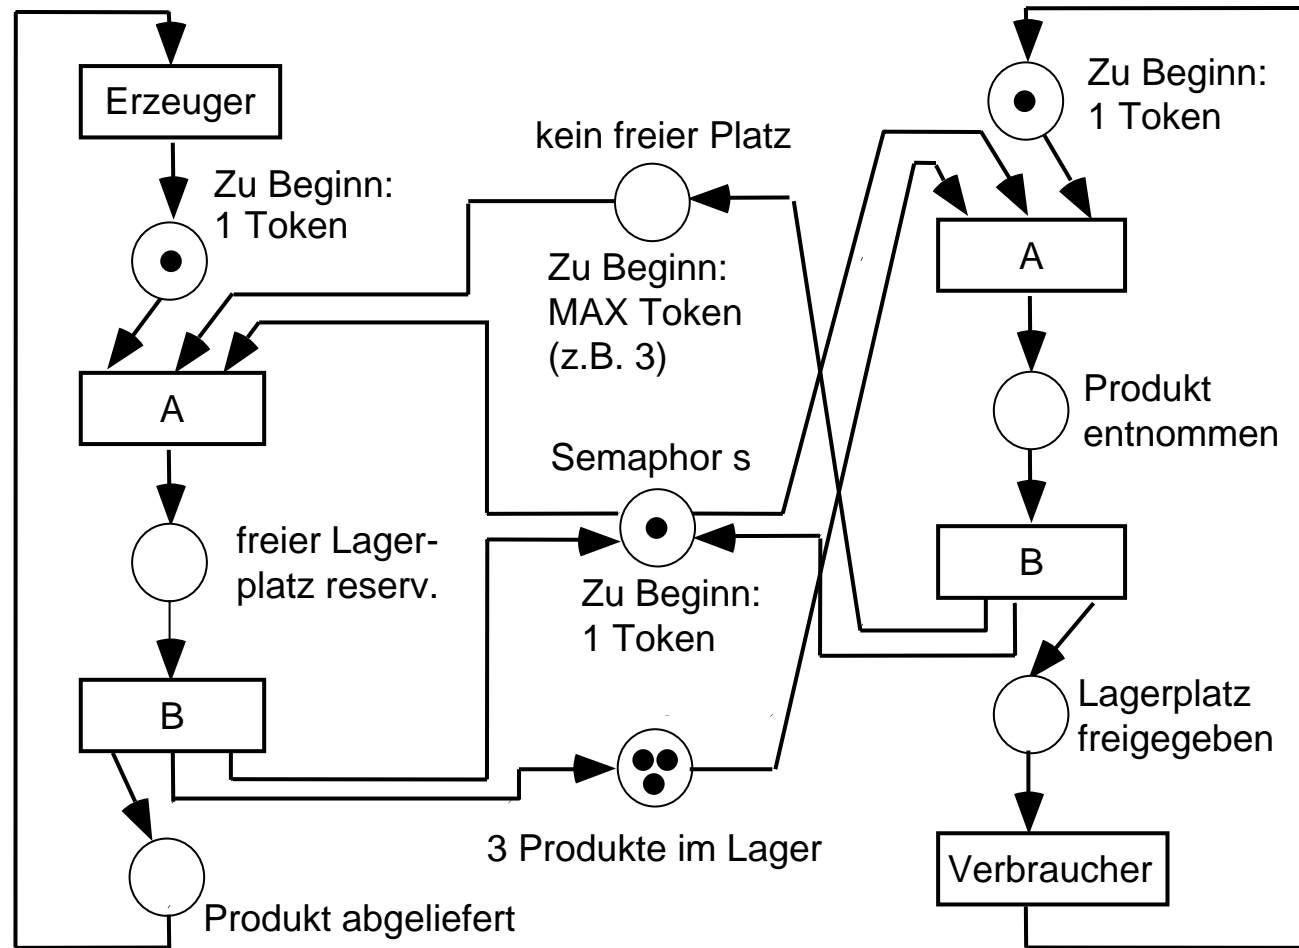 Erzeuger
Zu Beginn:
1 Token
A
freier Lager-
platz reserv.
B
Produkt abgeliefert
kein freier Platz
Zu Beginn:
MAX Token
(z.B. 3)
Semaphor s
Zu Beginn:
1 Token
3 Produkte im Lager
Zu Beginn:
1 Token
A
Produkt
entnommen
B
Lagerplatz
freigegeben
Verbraucher